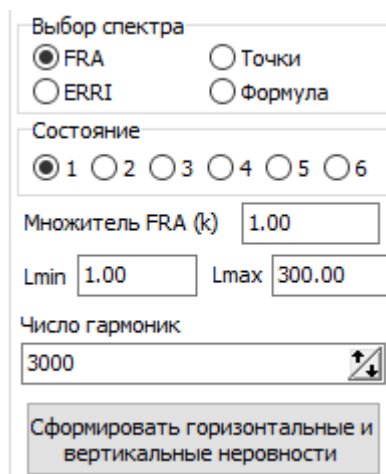 Выбор спектра
FRA Точки
ERRI Формула
Состояние
1 2 3 4 5 6
Множитель FRA (k) 1.00
Lmin 1.00 Lmax 300.00
Число гармоник
3000
Сформировать горизонтальные и
вертикальные неровности